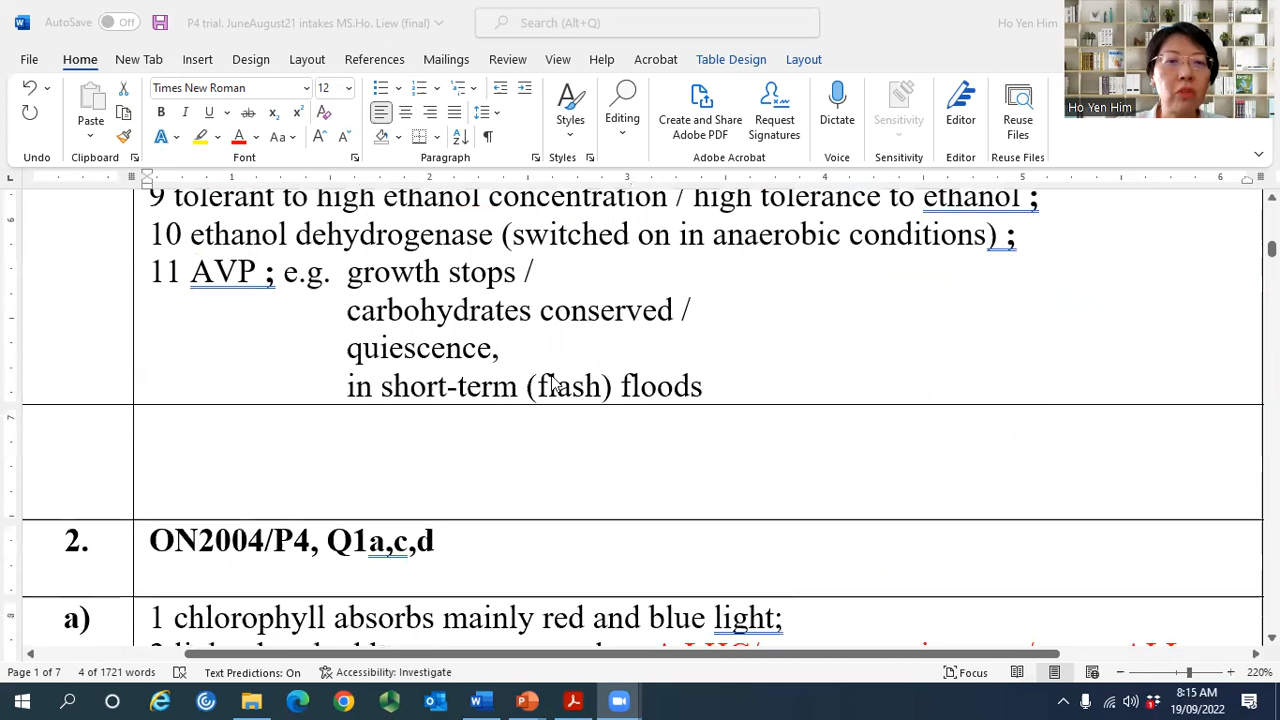 AutoSave Off P4 trial. JuneAugust21 intakes MS.Ho. Liew (final) Search (Alt+Q) Ho Yen Him
File Home New Tab Insert Design Layout References Mailings Review View Help Acrobat Table Design Layout
Ho Yen Him
Times New Roman 12
Paste Styles Editing Create and Share Adobe PDF Request Signatures Dictate Sensitivity Editor Reuse Files
Undo Clipboard Font Paragraph Styles Adobe Acrobat Voice Sensitivity Editor Reuse Files
1 2 3 4 5 6
9 tolerant to high ethanol concentration / high tolerance to ethanol ;
10 ethanol dehydrogenase (switched on in anaerobic conditions) ;
11 AVP ; e.g. growth stops /
carbohydrates conserved /
quiescence,
in short-term (flash) floods
2. ON2004/P4, Q1a,c,d
a) 1 chlorophyll absorbs mainly red and blue light;
Page 1 of 7 4 of 1721 words Text Predictions: On Accessibility: Investigate Focus 220%
8:15 AM
19/09/2022